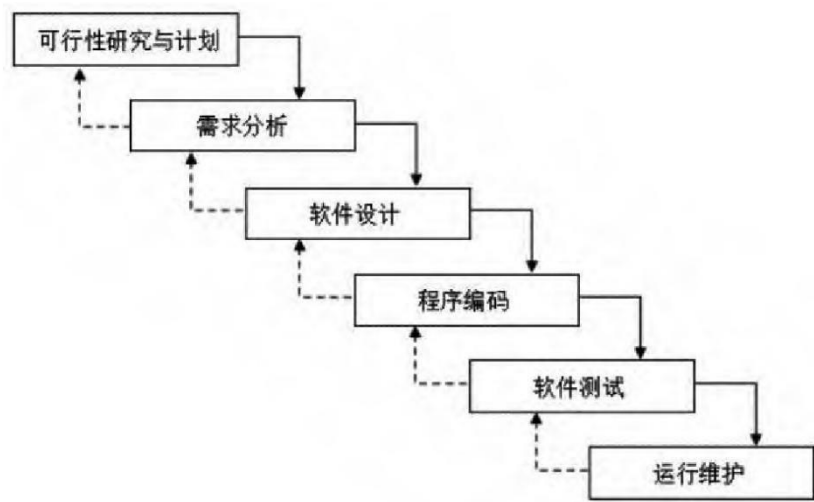 可行性研究与计划
需求分析
软件设计
程序编码
软件测试
运行维护